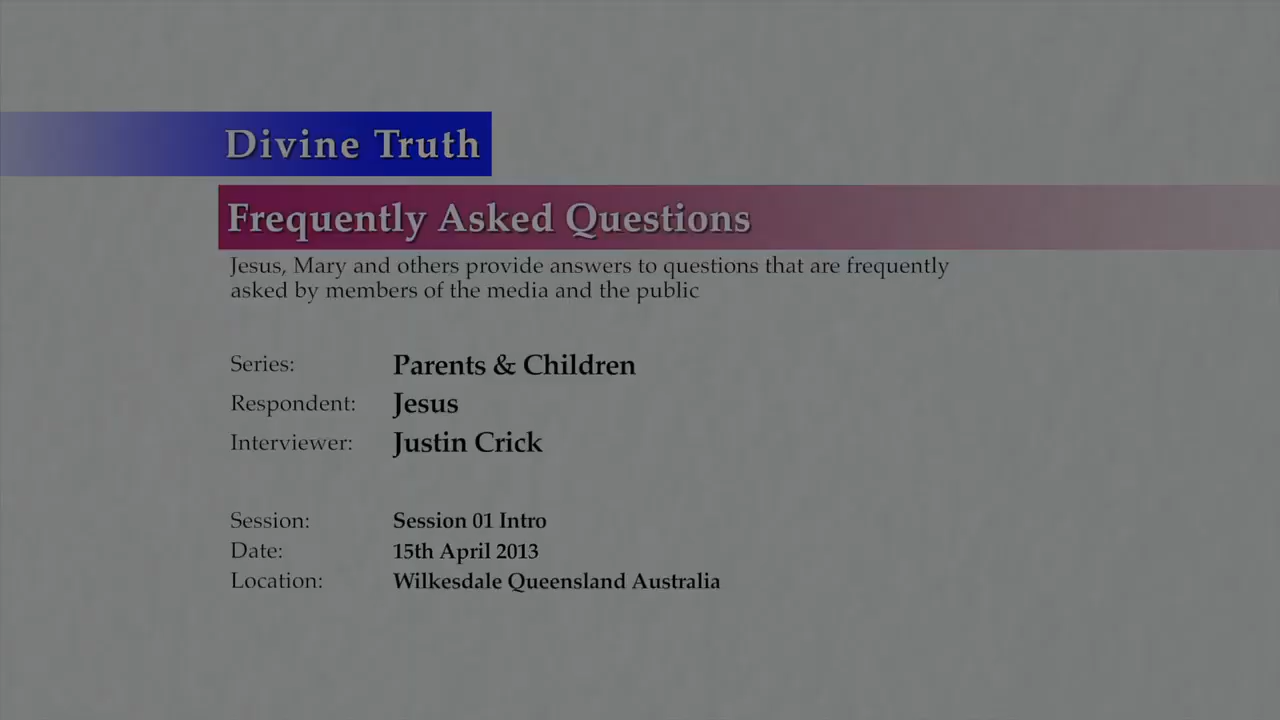 Divine Truth
Frequently Asked Questions
Jesus, Mary and others provide answers to questions that are frequently
asked by members of the media and the public
Series: Parents & Children
Respondent: Jesus
Interviewer: Justin Crick
Session: Session 01 Intro
Date: 15th April 2013
Location: Wilkesdale Queensland Australia